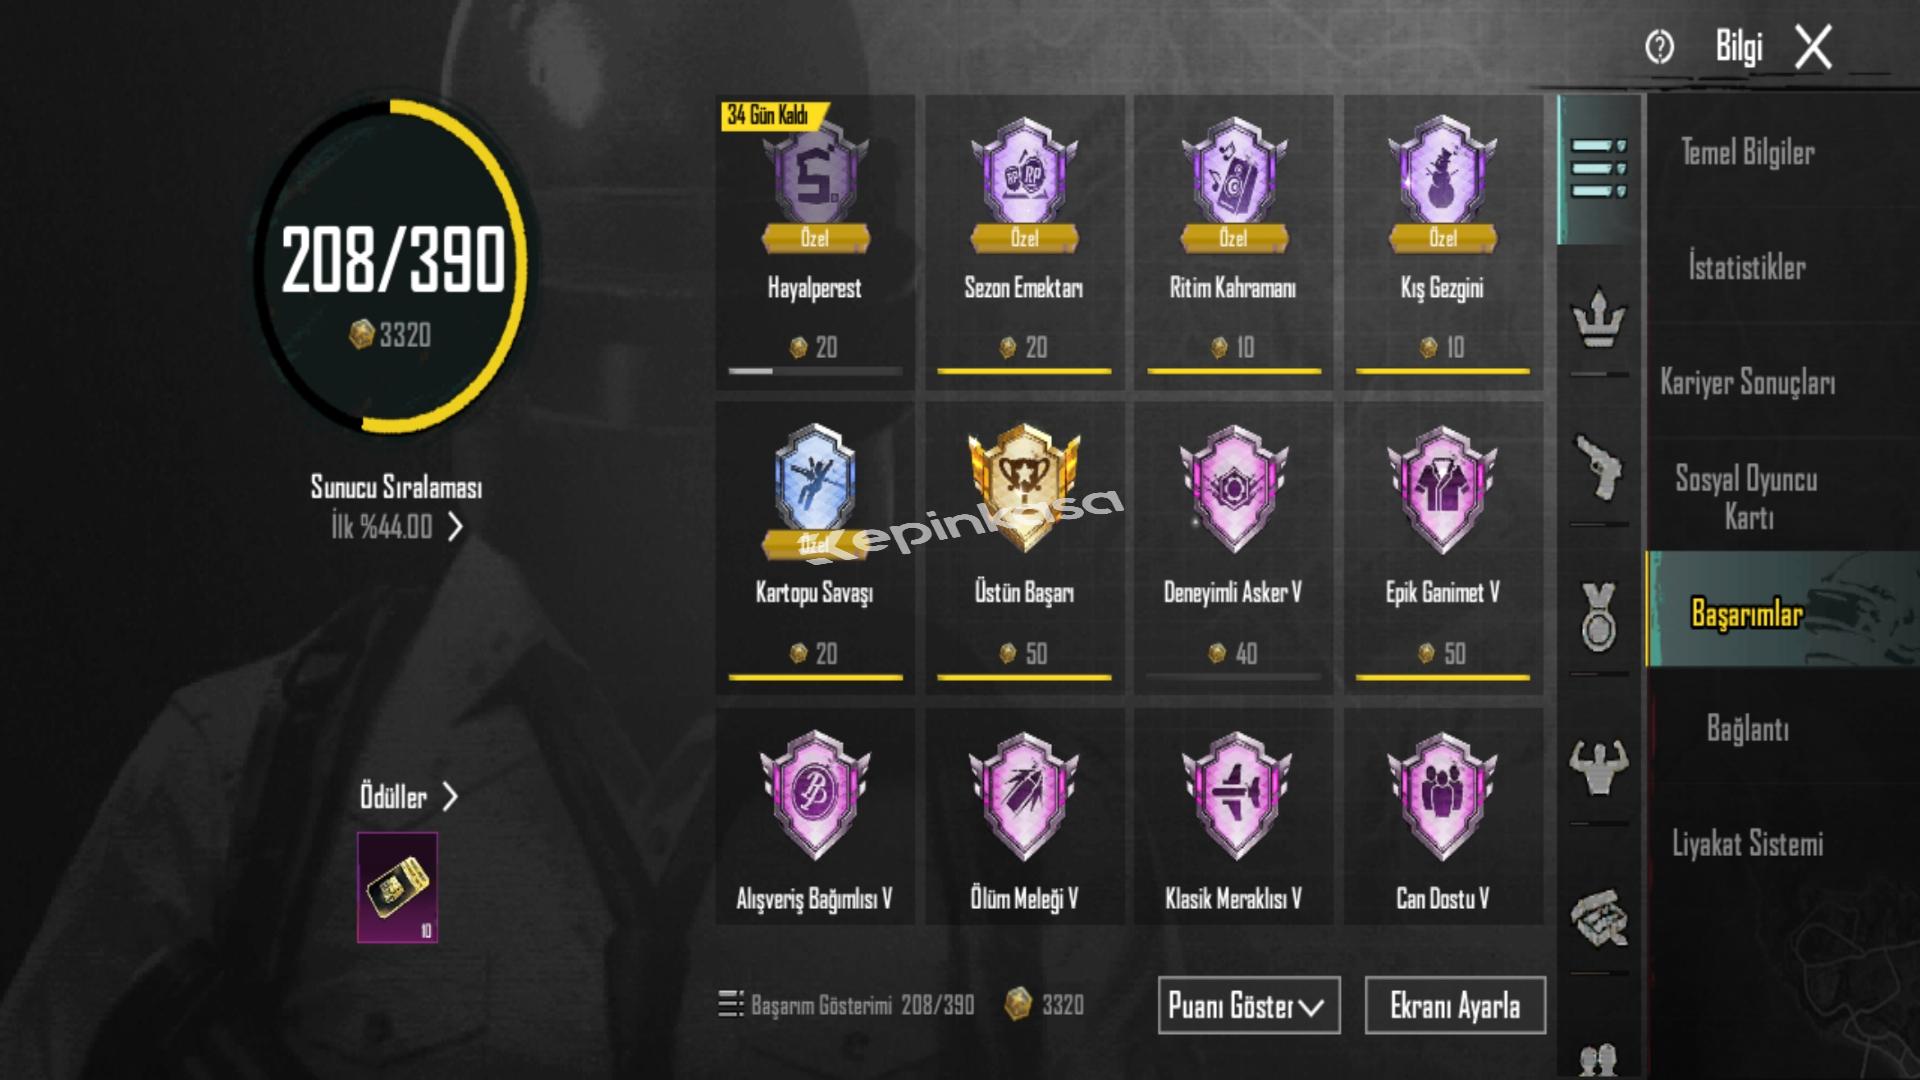 Bilgi
208/390
3320
Sunucu Sıralaması
İlk %44.00
Ödüller
10
34 Gün Kaldı
Özel
Hayalperest
20
RP RP
Özel
Sezon Emektarı
20
Özel
Ritim Kahramanı
10
Özel
Kış Gezgini
10
Özel
Kartopu Savaşı
20
Üstün Başarı
50
Deneyimli Asker V
40
Epik Ganimet V
50
kepinkasa
Alışveriş Bağımlısı V
Ölüm Meleği V
Klasik Meraklısı V
Can Dostu V
Başarım Gösterimi 208/390
3320
Puanı Göster
Ekranı Ayarla
Temel Bilgiler
İstatistikler
Kariyer Sonuçları
Sosyal Oyuncu
Kartı
Başarımlar
Bağlantı
Liyakat Sistemi